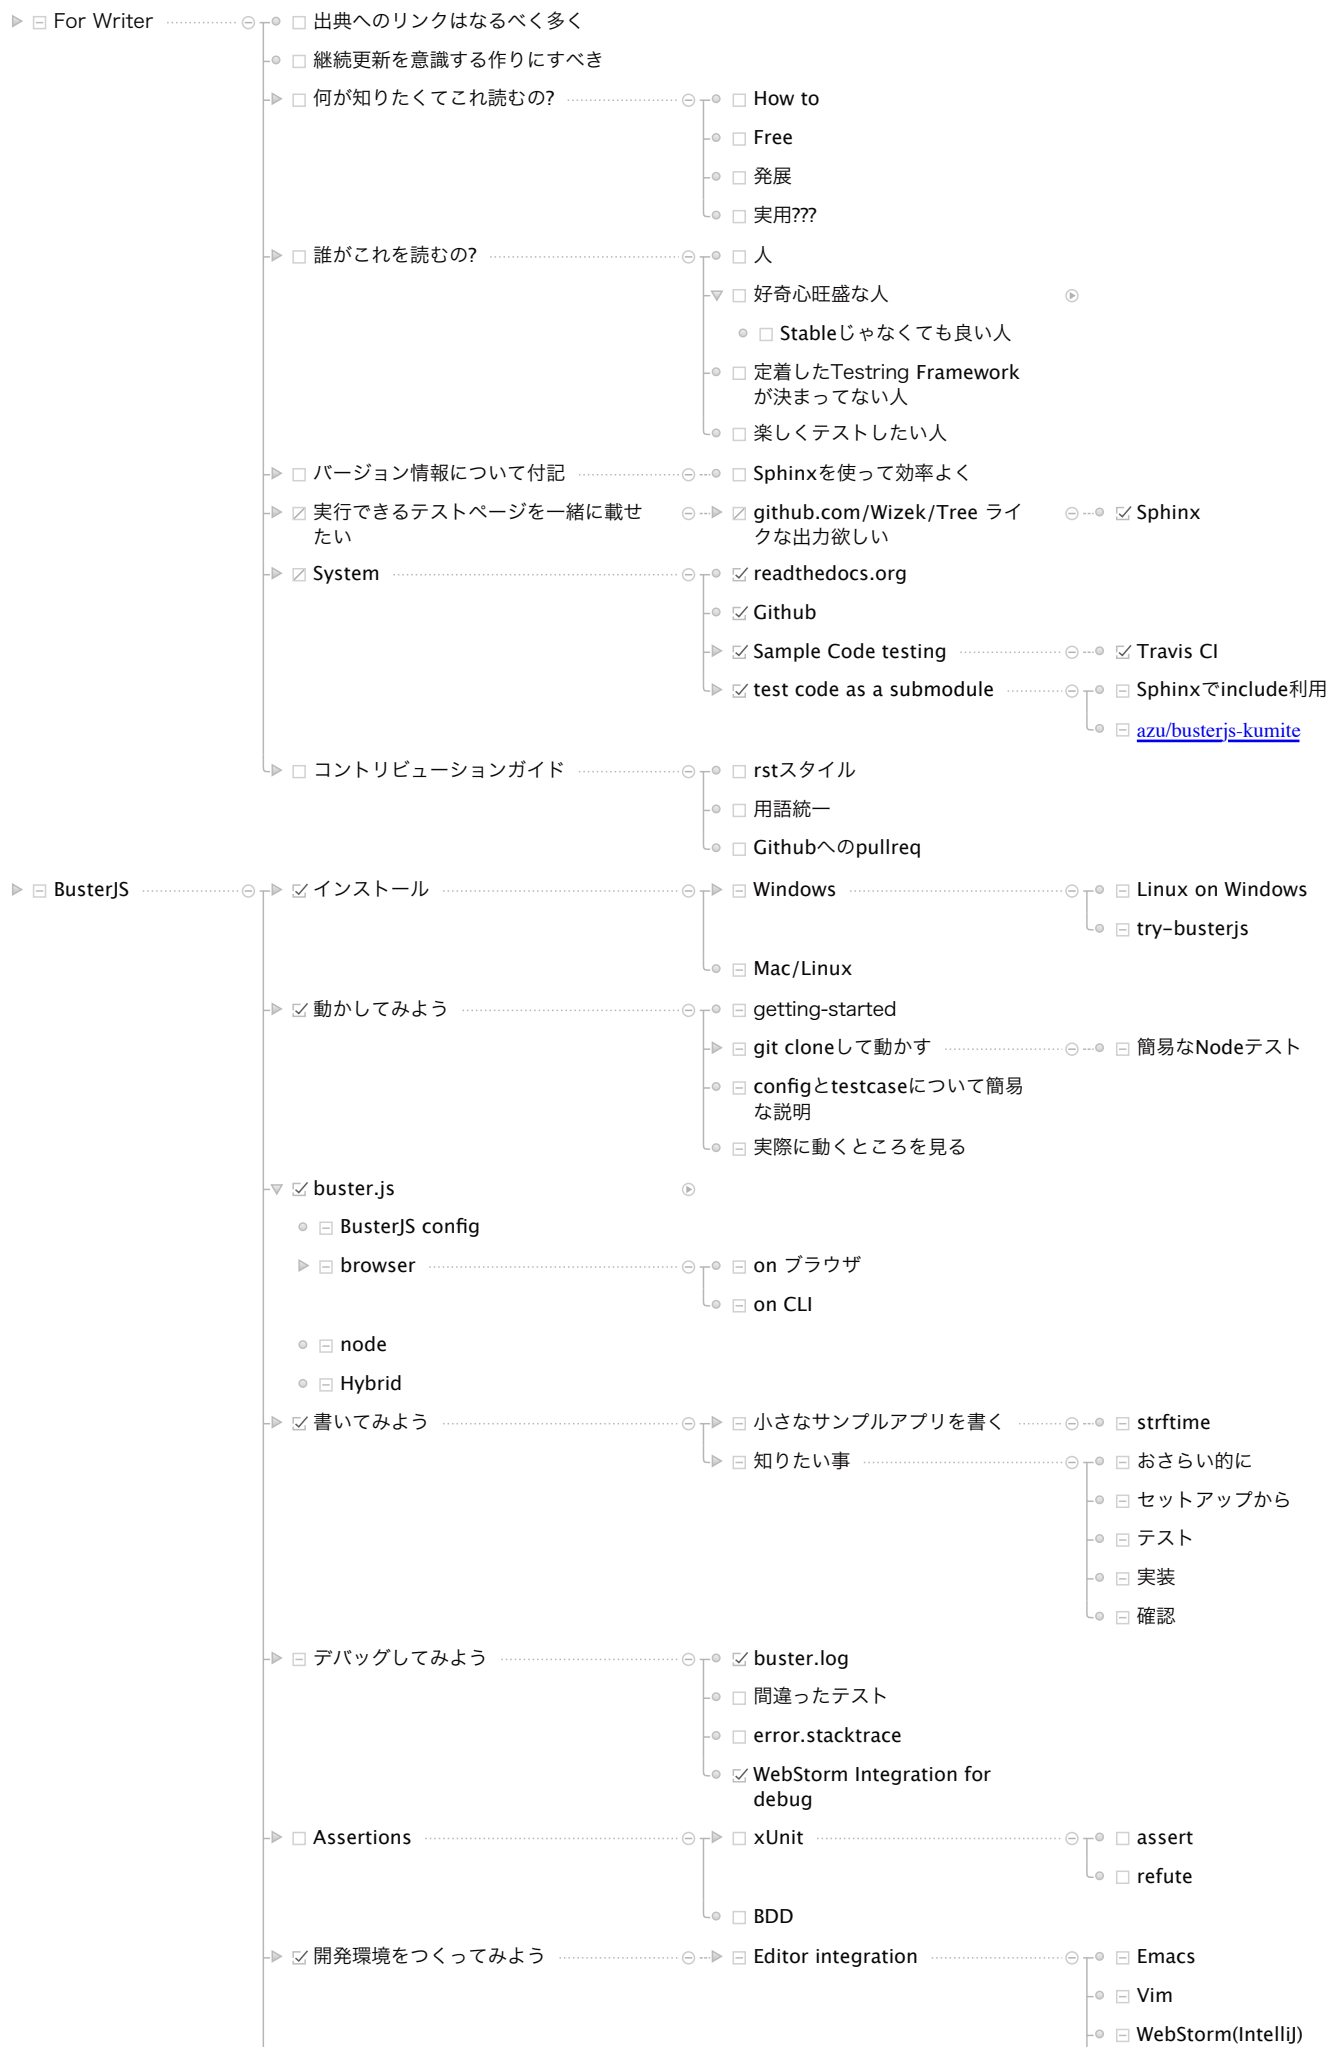 For Writer
出典へのリンクはなるべく多く
継続更新を意識する作りにすべき
何が知りたくてこれ読むの?
How to
Free
発展
実用???
誰がこれを読むの?
人
好奇心旺盛な人
Stableじゃなくても良い人
定着したTestring Framework
が決まってない人
楽しくテストしたい人
バージョン情報について付記
Sphinxを使って効率よく
実行できるテストページを一緒に載せ
たい
github.com/Wizek/Tree ライ
クな出力欲しい
Sphinx
System
readthedocs.org
Github
Sample Code testing
Travis CI
test code as a submodule
Sphinxでinclude利用
azu/busterjs-kumite
コントリビューションガイド
rstスタイル
用語統一
Githubへのpullreq
BusterJS
インストール
Windows
Linux on Windows
try-busterjs
Mac/Linux
動かしてみよう
getting-started
git cloneして動かす
簡易なNodeテスト
configとtestcaseについて簡易
な説明
実際に動くところを見る
buster.js
BusterJS config
browser
on ブラウザ
on CLI
node
Hybrid
書いてみよう
小さなサンプルアプリを書く
strftime
知りたい事
おさらい的に
セットアップから
テスト
実装
確認
デバッグしてみよう
buster.log
間違ったテスト
error.stacktrace
WebStorm Integration for
debug
Assertions
xUnit
assert
refute
BDD
開発環境をつくってみよう
Editor integration
Emacs
Vim
WebStorm(IntelliJ)